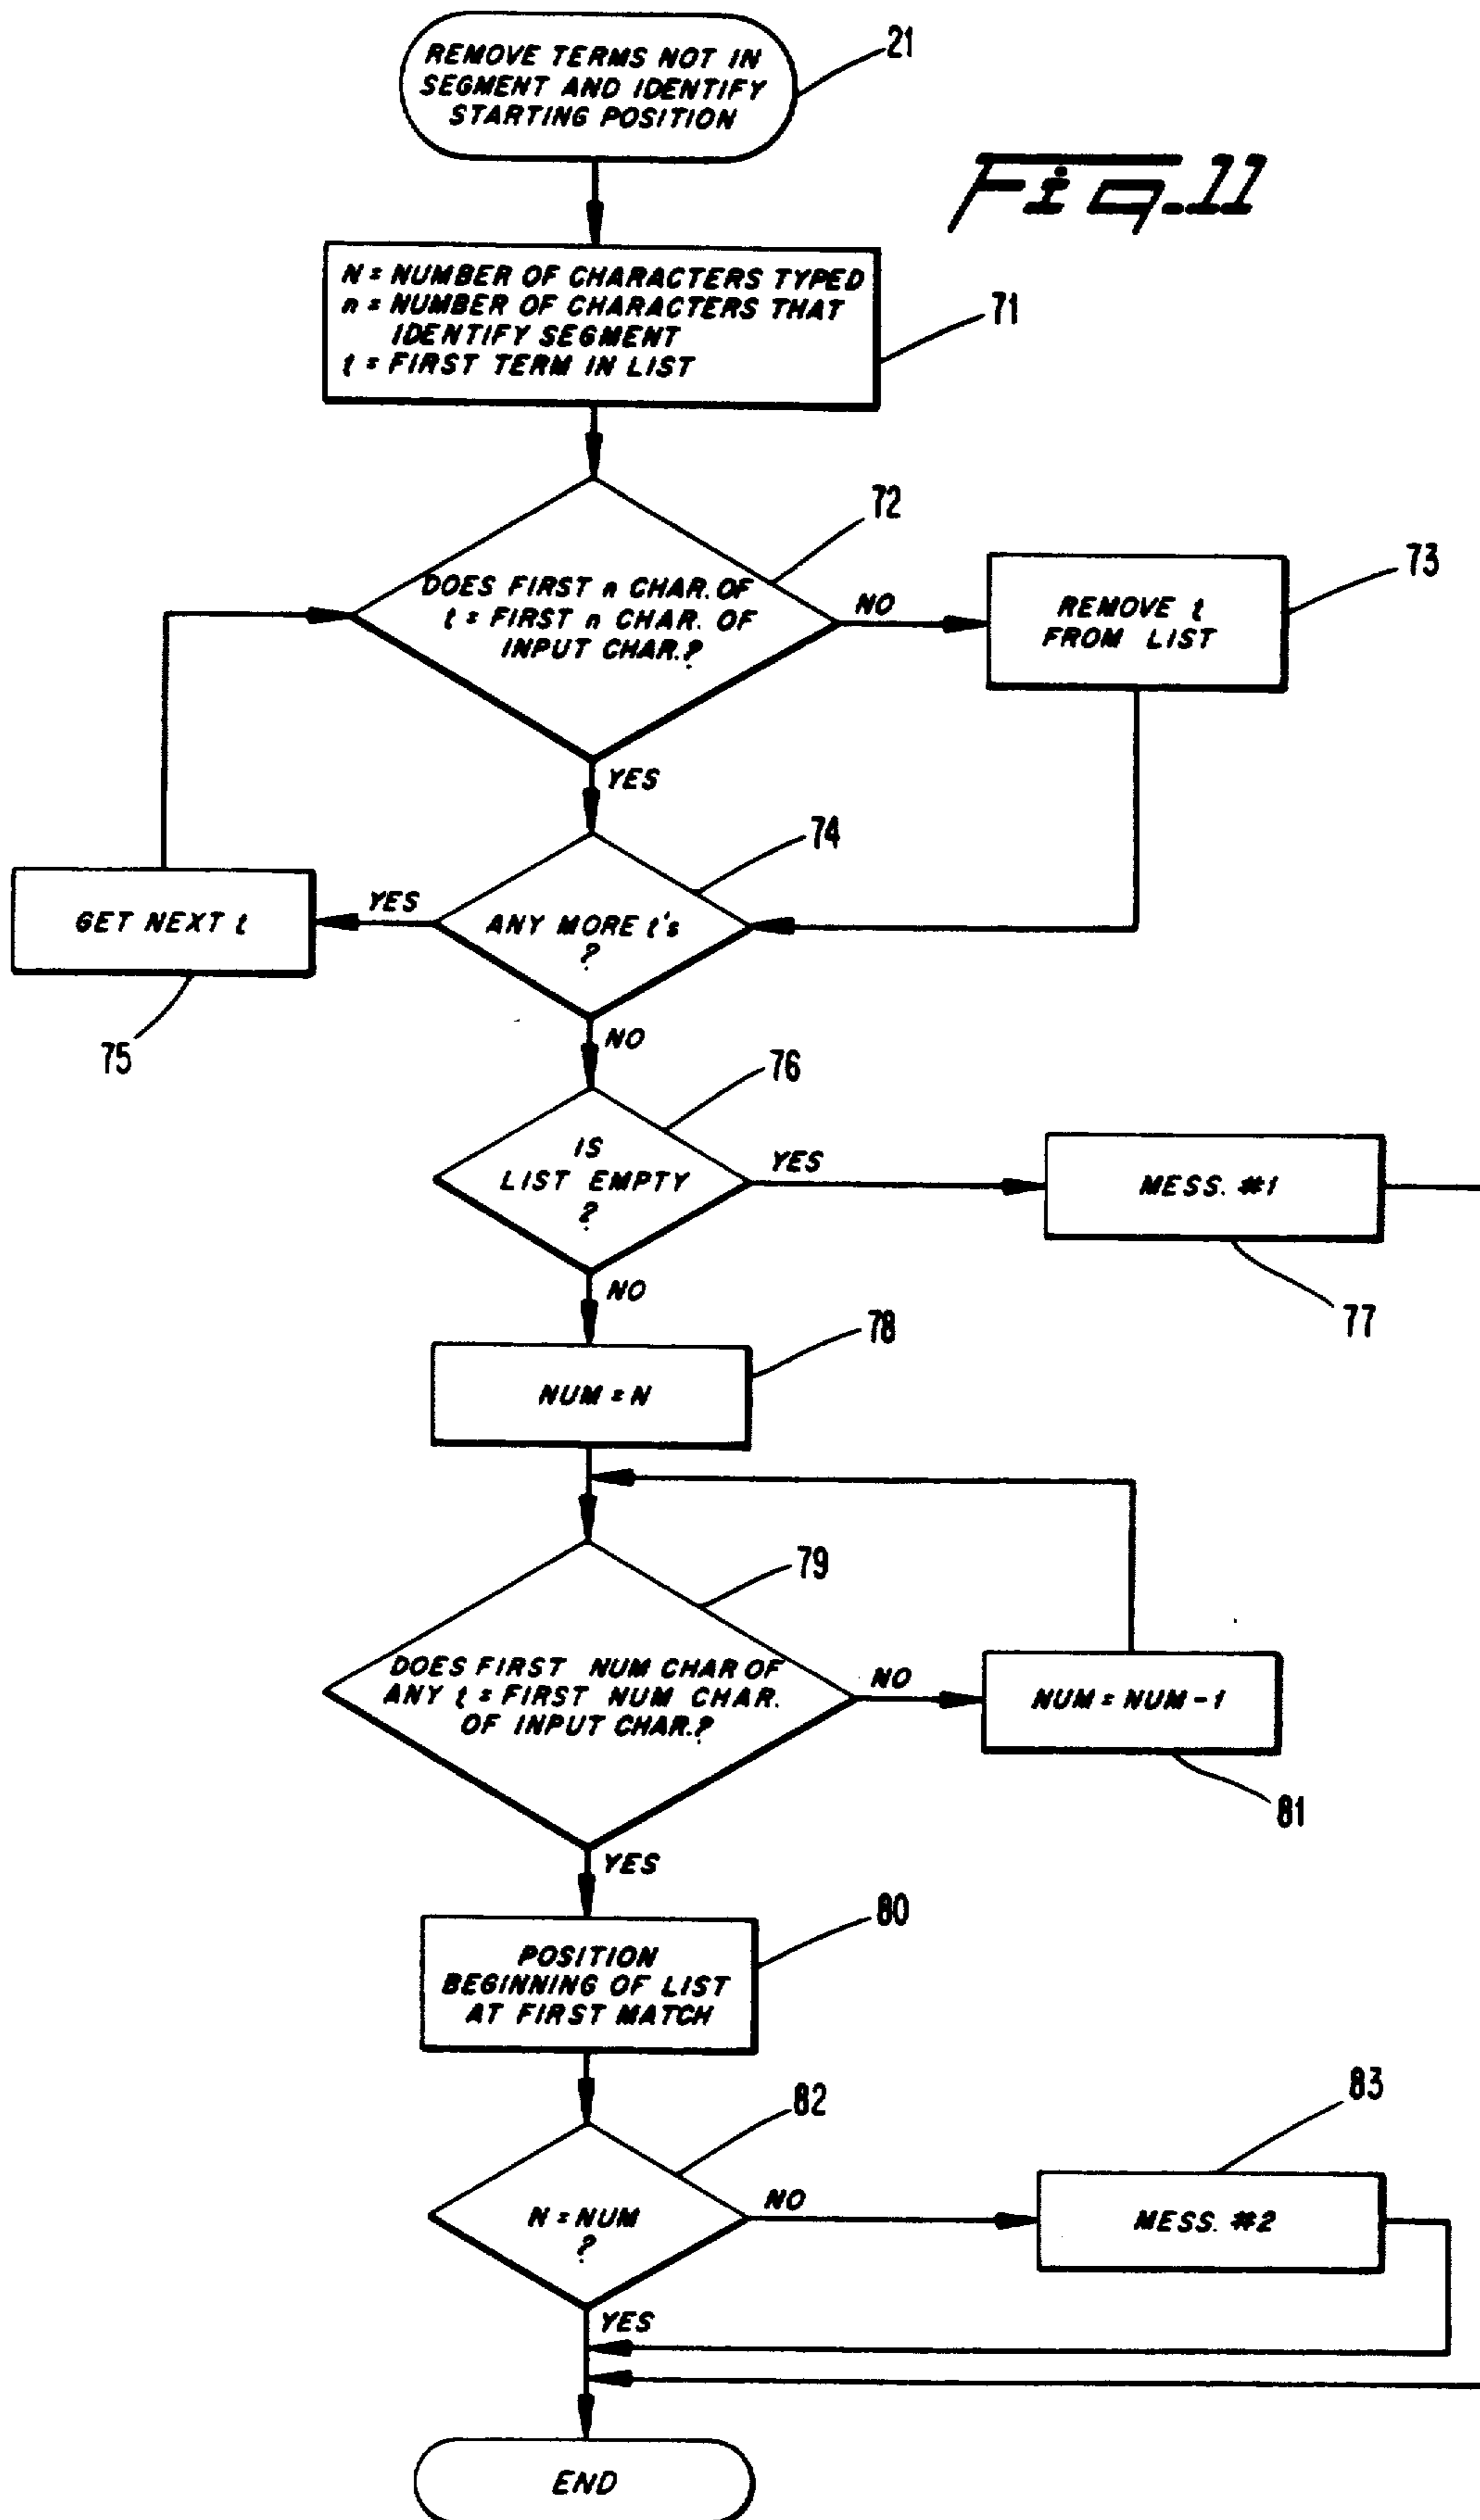 REMOVE TERMS NOT IN
SEGMENT AND IDENTIFY
STARTING POSITION
21
Fig. 11
N = NUMBER OF CHARACTERS TYPED
n = NUMBER OF CHARACTERS THAT
IDENTIFY SEGMENT
t = FIRST TERM IN LIST
71
72
DOES FIRST n CHAR. OF
t = FIRST n CHAR. OF
INPUT CHAR.?
NO
REMOVE t
FROM LIST
73
YES
74
ANY MORE t's
?
YES
GET NEXT t
75
NO
76
IS
LIST EMPTY
?
YES
MESS. #1
77
NO
78
NUM = N
79
DOES FIRST NUM CHAR OF
ANY t = FIRST NUM CHAR.
OF INPUT CHAR.?
NO
NUM = NUM - 1
81
YES
80
POSITION
BEGINNING OF LIST
AT FIRST MATCH
82
N = NUM
?
NO
83
MESS. #2
YES
END